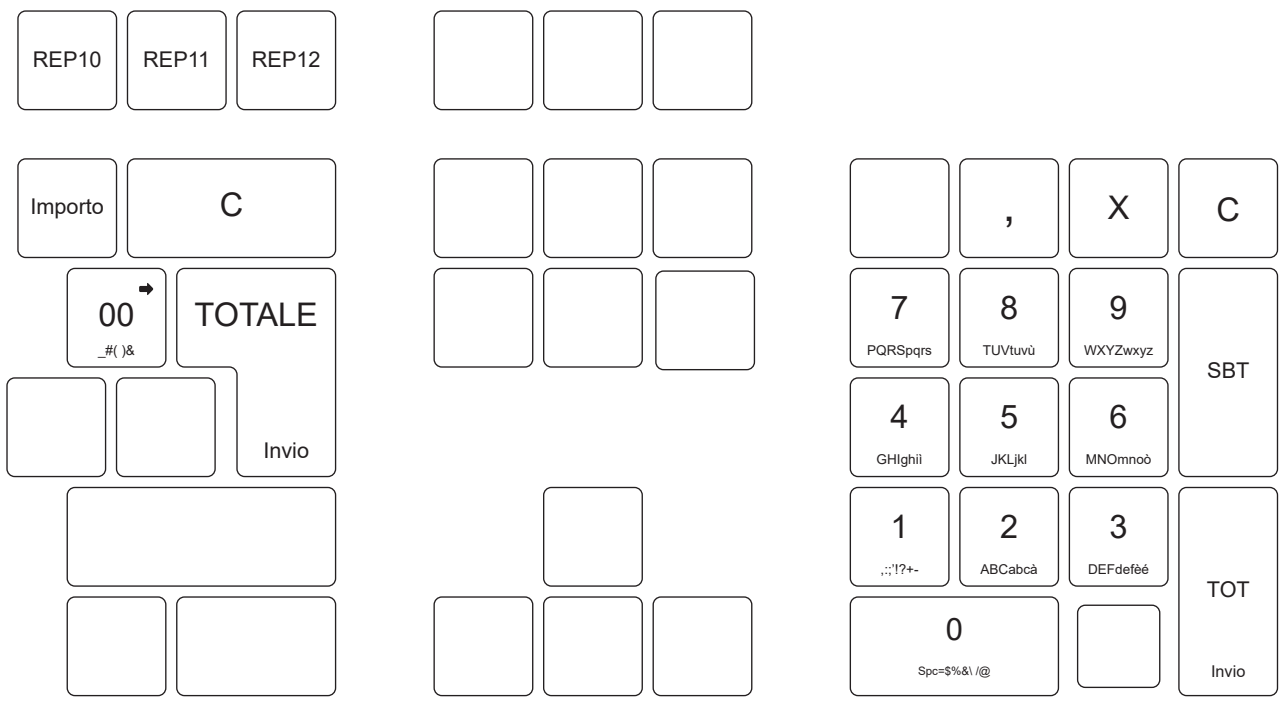 REP10 REP11 REP12
Importo C , X C
00 TOTALE 7 8 9
_#( )& PQRSpqrs TUVtuvù WXYZwxyz
SBT
4 5 6
Invio GHIghiì JKLjkl MNOmnoò
1 2 3
,:;'!?+- ABCabcà DEFdefèé
TOT
0
Spc=$%&\ /@ Invio